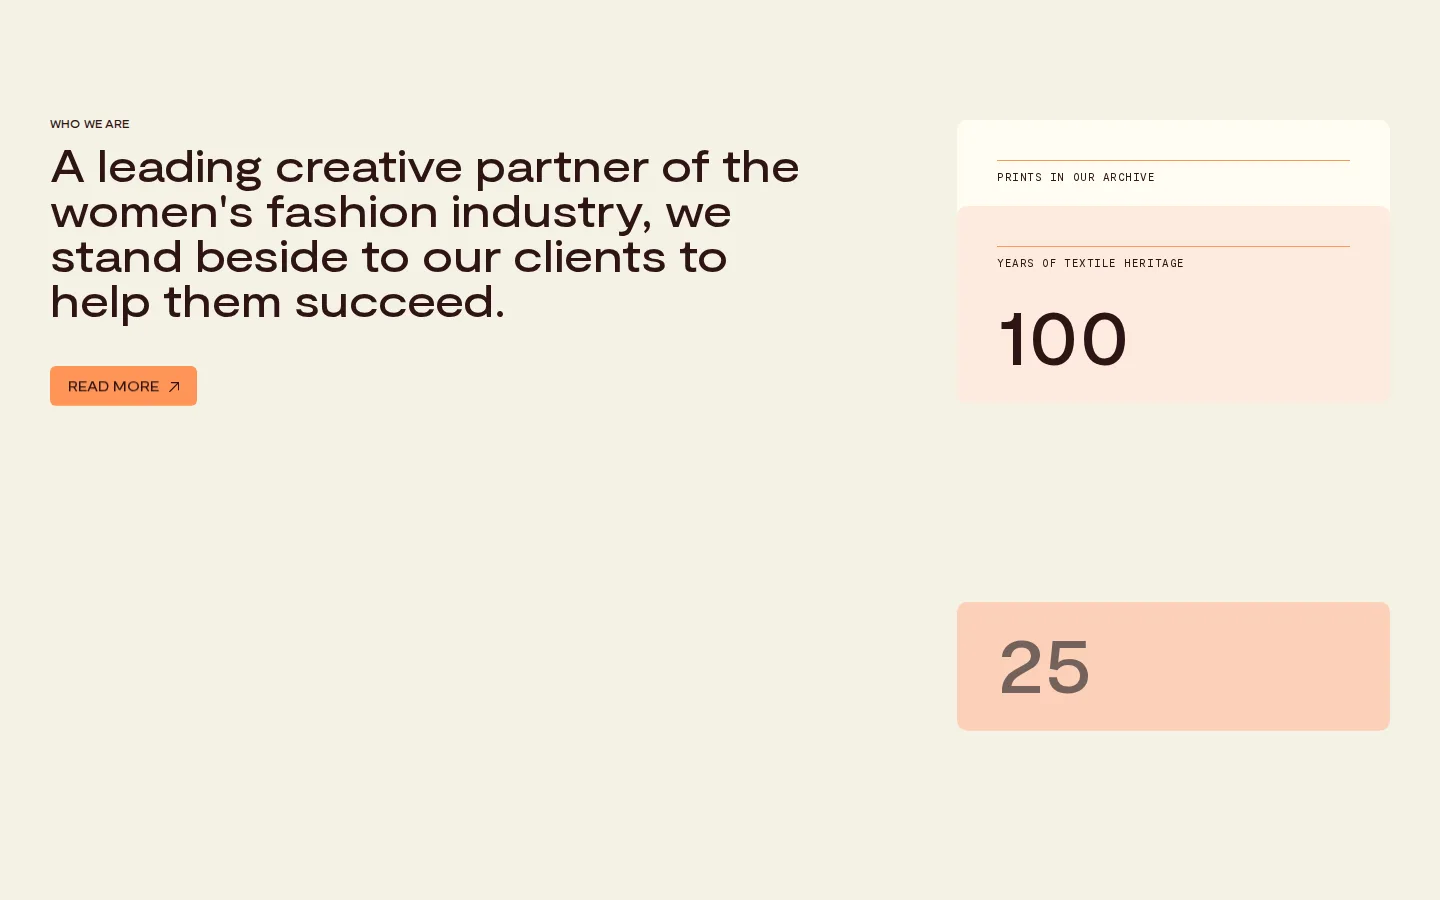 WHO WE ARE
A leading creative partner of the
women's fashion industry, we
stand beside to our clients to
help them succeed.
READ MORE
PRINTS IN OUR ARCHIVE
YEARS OF TEXTILE HERITAGE
100
25